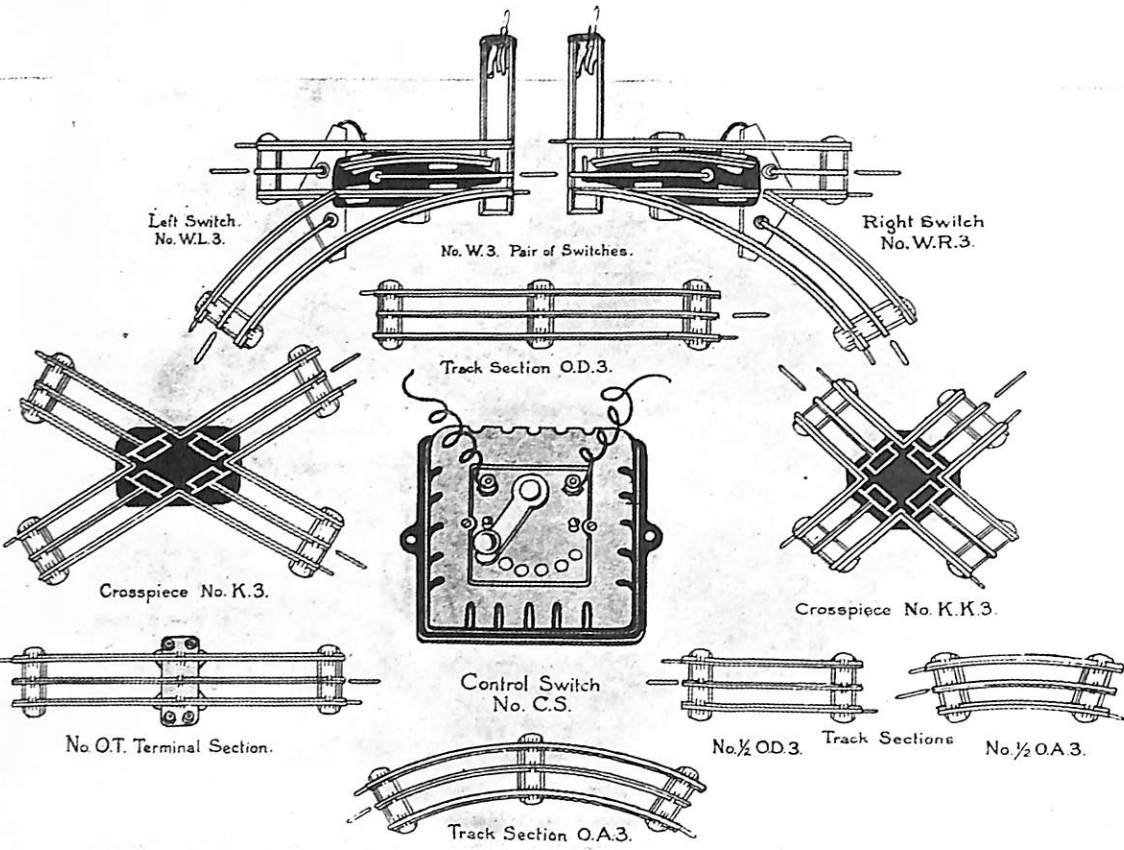 Left Switch.
No. W.L.3.
No. W.3. Pair of Switches.
Right Switch
No. W.R.3.
Track Section O.D.3.
Crosspiece No. K.3.
Crosspiece No. K.K.3.
No. O.T. Terminal Section.
Control Switch
No. C.S.
No. ½ OD.3.
Track Sections
No. ½ O.A.3.
Track Section O.A.3.